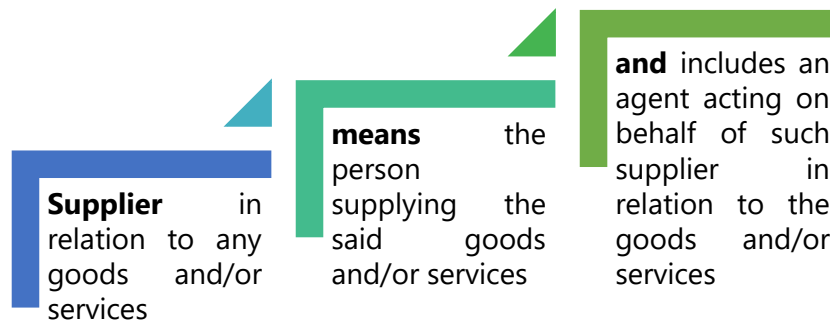 Supplier in
relation to any
goods and/or
services
means the
person
supplying the
said goods
and/or services
and includes an
agent acting on
behalf of such
supplier in
relation to the
goods and/or
services